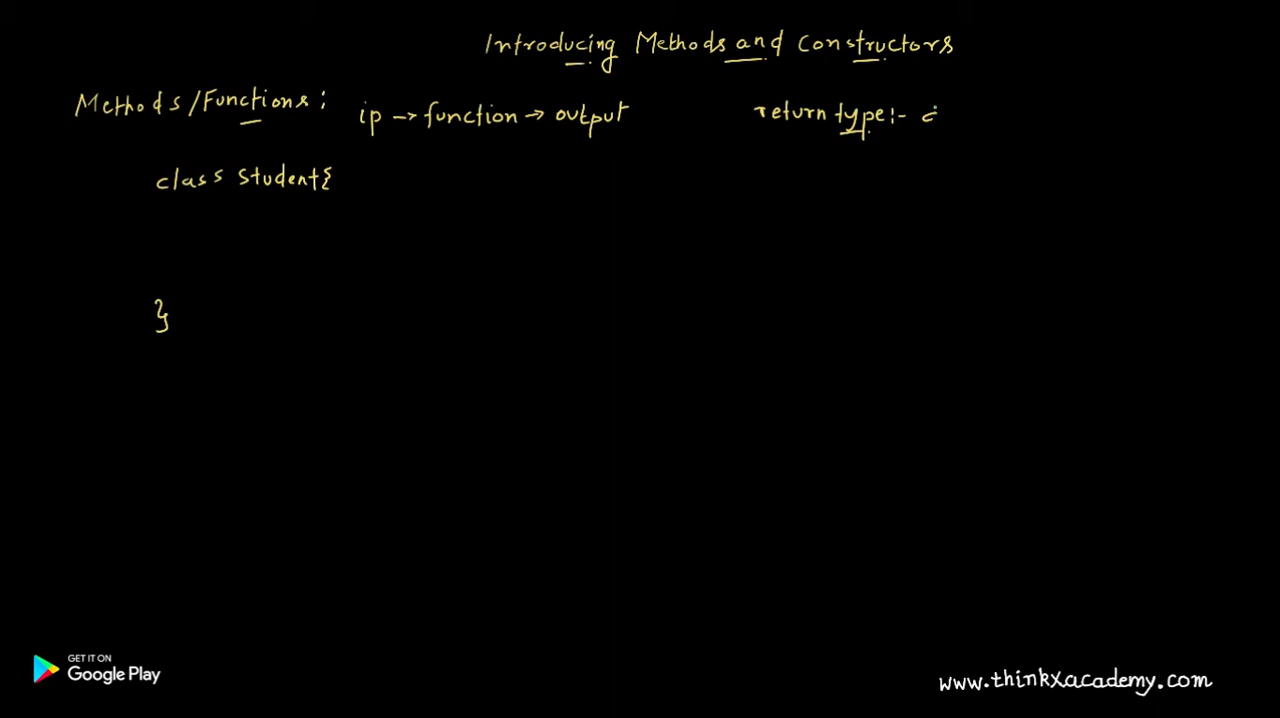 Introducing Methods and Constructors
Methods/Functions: ip → function → output return type:-
class Student{
}
GET IT ON
Google Play
www.thinkxacademy.com